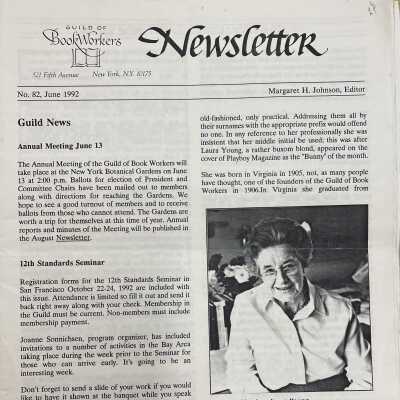 GUILD OF
BookWorkers
Newsletter
521 Fifth Avenue New York, N.Y. 10175
No. 82, June 1992
Margaret H. Johnson, Editor
Guild News
Annual Meeting June 13
The Annual Meeting of the Guild of Book Workers will
take place at the New York Botanical Gardens on June
13 at 2:00 p.m. Ballots for election of President and
Committee Chairs have been mailed out to members
along with directions for reaching the Gardens. We
hope to see a good turnout of members and to receive
ballots from those who cannot attend. The Gardens are
worth a trip for themselves at this time of year. Annual
reports and minutes of the Meeting will be published in
the August Newsletter.
12th Standards Seminar
Registration forms for the 12th Standards Seminar in
San Francisco October 22-24, 1992 are included with
this issue. Attendance is limited so fill it out and send it
back right away along with your check. Membership in
the Guild must be current. Non-members must include
membership payment.
Joanne Sonnichsen, program organizer, has included
invitations to a number of activities in the Bay Area
taking place during the week prior to the Seminar for
those who can arrive early. It's going to be an
interesting week.
Don't forget to send a slide of your work if you would
like to have it shown at the banquet while you speak
old-fashioned, only practical. Addressing them all by
their surnames with the appropriate prefix would offend
no one. In any reference to her professionally she was
insistent that her middle initial be used; this was after
Laura Young, a rather buxom blond, appeared on the
cover of Playboy Magazine as the "Bunny" of the month.
She was born in Virginia in 1905, not, as many people
have thought, one of the founders of the Guild of Book
Workers in 1906.In Virginia she graduated from